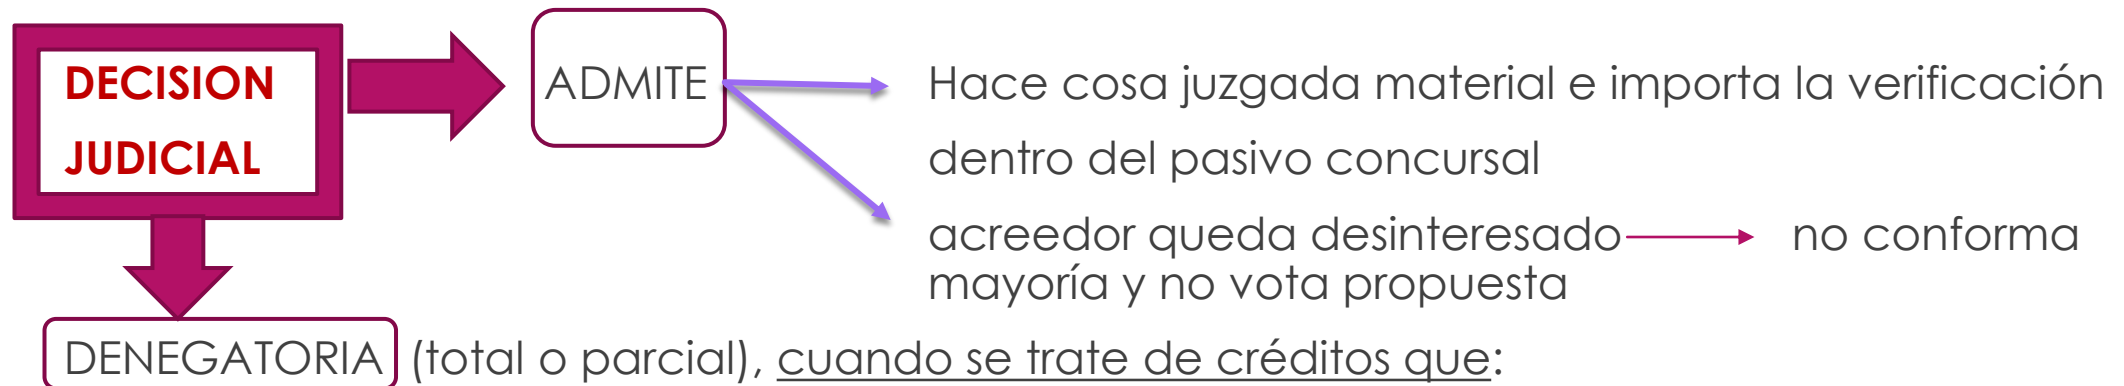 DECISION
JUDICIAL
ADMITE
Hace cosa juzgada material e importa la verificación
dentro del pasivo concursal
acreedor queda desinteresado no conforma
mayoría y no vota propuesta
DENEGATORIA (total o parcial), cuando se trate de créditos que: